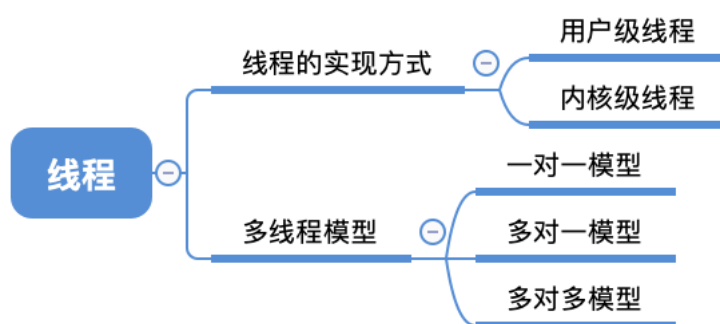 线程
线程的实现方式
用户级线程
内核级线程
多线程模型
一对一模型
多对一模型
多对多模型